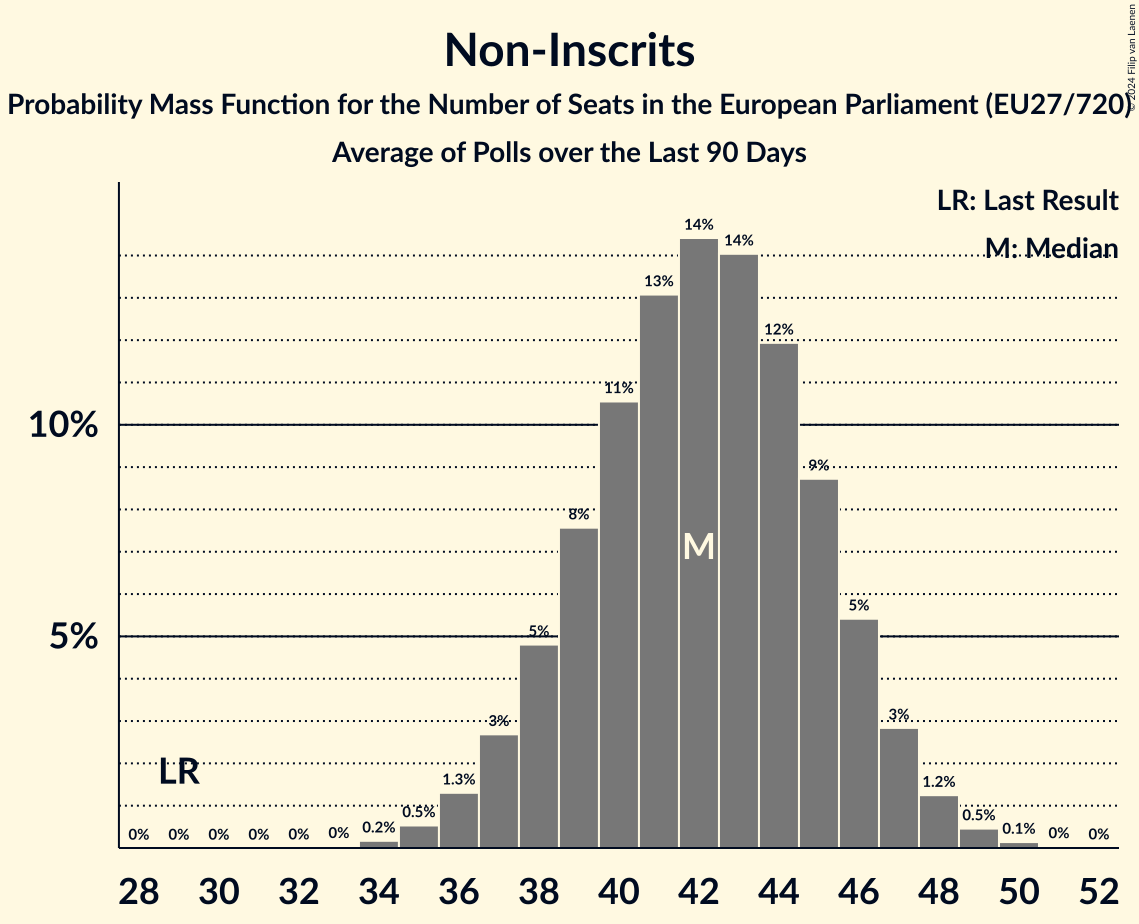 Non-Inscrits
Probability Mass Function for the Number of Seats in the European Parliament (EU27/720)
Average of Polls over the Last 90 Days
© 2024 Filip van Laenen
LR: Last Result
M: Median
14%
14%
13%
12%
11%
10%
9%
8%
M
5%
5%
5%
3%
3%
LR
1.3%
1.2%
0.5%
0.5%
0.2%
0.1%
0% 0% 0% 0% 0% 0% 0% 0%
28 30 32 34 36 38 40 42 44 46 48 50 52